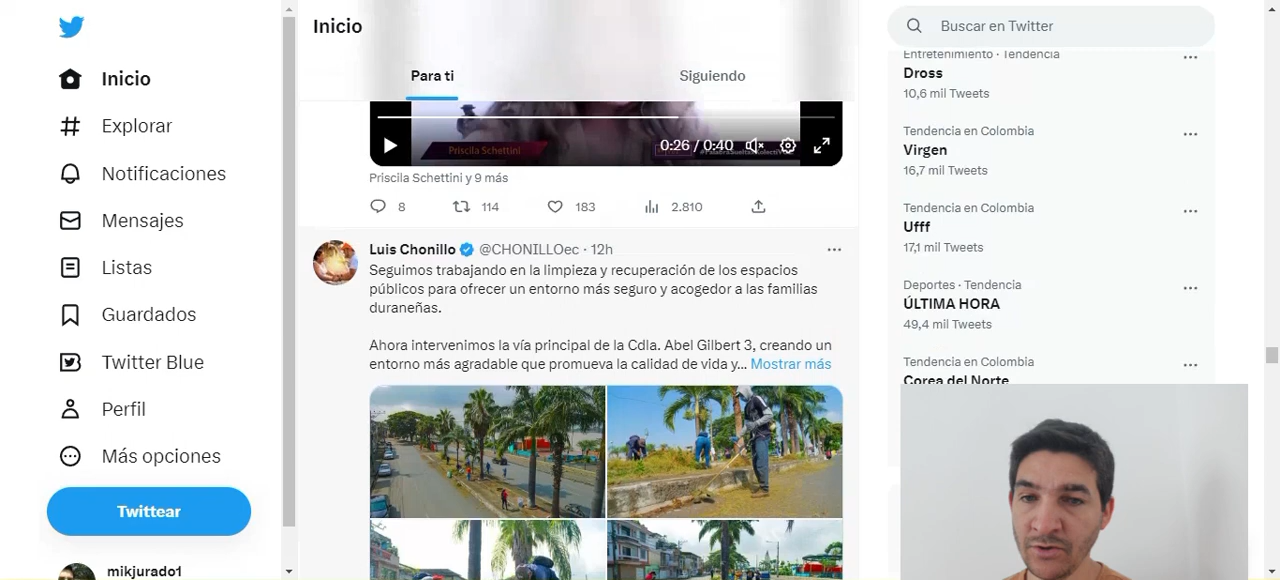 Inicio
Explorar
Notificaciones
Mensajes
Listas
Guardados
Twitter Blue
Perfil
Más opciones
Twittear
mikjurado1
Inicio
Para ti
Siguiendo
Priscila Schettini
0:26 / 0:40
Priscila Schettini y 9 más
8
114
183
2.810
Luis Chonillo @CHONILLOec · 12h
Seguimos trabajando en la limpieza y recuperación de los espacios
públicos para ofrecer un entorno más seguro y acogedor a las familias
duraneñas.
Ahora intervenimos la vía principal de la Cdla. Abel Gilbert 3, creando un
entorno más agradable que promueva la calidad de vida y... Mostrar más
Buscar en Twitter
Entretenimiento · Tendencia
Dross
10,6 mil Tweets
Tendencia en Colombia
Virgen
16,7 mil Tweets
Tendencia en Colombia
Ufff
17,1 mil Tweets
Deportes · Tendencia
ÚLTIMA HORA
49,4 mil Tweets
Tendencia en Colombia
Corea del Norte